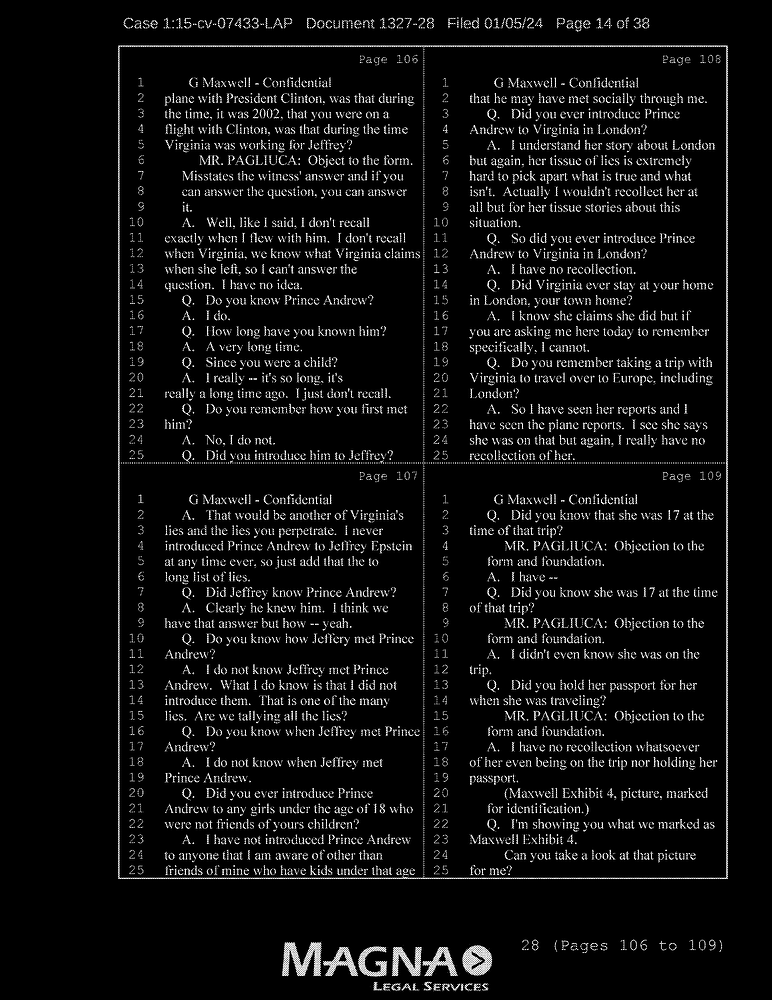 Case 1:15-cv-07433-LAP Document 1327-28 Filed 01/05/24 Page 14 of 38
Page 106
1 G Maxwell - Confidential
2 plane with President Clinton, was that during
3 the time, it was 2002, that you were on a
4 flight with Clinton, was that during the time
5 Virginia was working for Jeffrey?
6 MR. PAGLIUCA: Object to the form.
7 Misstates the witness' answer and if you
8 can answer the question, you can answer
9 it.
10 A. Well, like I said, I don't recall
11 exactly when I flew with him. I don't recall
12 when Virginia, we know what Virginia claims
13 when she left, so I can't answer the
14 question. I have no idea.
15 Q. Do you know Prince Andrew?
16 A. I do.
17 Q. How long have you known him?
18 A. A very long time.
19 Q. Since you were a child?
20 A. I really -- it's so long, it's
21 really a long time ago. I just don't recall.
22 Q. Do you remember how you first met
23 him?
24 A. No, I do not.
25 Q. Did you introduce him to Jeffrey?
Page 107
1 G Maxwell - Confidential
2 A. That would be another of Virginia's
3 lies and the lies you perpetrate. I never
4 introduced Prince Andrew to Jeffrey Epstein
5 at any time ever, so just add that the to
6 long list of lies.
7 Q. Did Jeffrey know Prince Andrew?
8 A. Clearly he knew him. I think we
9 have that answer but how -- yeah.
10 Q. Do you know how Jeffery met Prince
11 Andrew?
12 A. I do not know Jeffrey met Prince
13 Andrew. What I do know is that I did not
14 introduce them. That is one of the many
15 lies. Are we tallying all the lies?
16 Q. Do you know when Jeffrey met Prince
17 Andrew?
18 A. I do not know when Jeffrey met
19 Prince Andrew.
20 Q. Did you ever introduce Prince
21 Andrew to any girls under the age of 18 who
22 were not friends of yours children?
23 A. I have not introduced Prince Andrew
24 to anyone that I am aware of other than
25 friends of mine who have kids under that age
Page 108
1 G Maxwell - Confidential
2 that he may have met socially through me.
3 Q. Did you ever introduce Prince
4 Andrew to Virginia in London?
5 A. I understand her story about London
6 but again, her tissue of lies is extremely
7 hard to pick apart what is true and what
8 isn't. Actually I wouldn't recollect her at
9 all but for her tissue stories about this
10 situation.
11 Q. So did you ever introduce Prince
12 Andrew to Virginia in London?
13 A. I have no recollection.
14 Q. Did Virginia ever stay at your home
15 in London, your town home?
16 A. I know she claims she did but if
17 you are asking me here today to remember
18 specifically, I cannot.
19 Q. Do you remember taking a trip with
20 Virginia to travel over to Europe, including
21 London?
22 A. So I have seen her reports and I
23 have seen the plane reports. I see she says
24 she was on that but again, I really have no
25 recollection of her.
Page 109
1 G Maxwell - Confidential
2 Q. Did you know that she was 17 at the
3 time of that trip?
4 MR. PAGLIUCA: Objection to the
5 form and foundation.
6 A. I have --
7 Q. Did you know she was 17 at the time
8 of that trip?
9 MR. PAGLIUCA: Objection to the
10 form and foundation.
11 A. I didn't even know she was on the
12 trip.
13 Q. Did you hold her passport for her
14 when she was traveling?
15 MR. PAGLIUCA: Objection to the
16 form and foundation.
17 A. I have no recollection whatsoever
18 of her even being on the trip nor holding her
19 passport.
20 (Maxwell Exhibit 4, picture, marked
21 for identification.)
22 Q. I'm showing you what we marked as
23 Maxwell Exhibit 4.
24 Can you take a look at that picture
25 for me?
28 (Pages 106 to 109)
MAGNA
LEGAL SERVICES